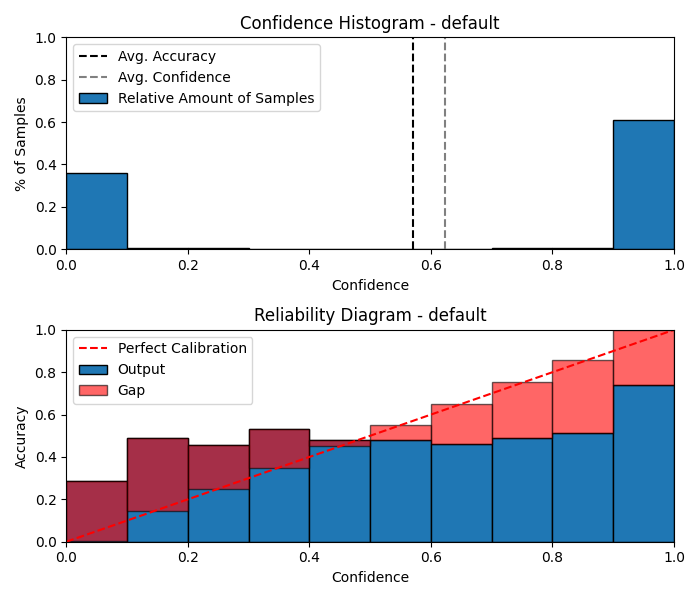 Confidence Histogram - default
1.0
0.8
0.6
0.4
0.2
0.0
% of Samples
Avg. Accuracy
Avg. Confidence
Relative Amount of Samples
0.0 0.2 0.4 0.6 0.8 1.0
Confidence
Reliability Diagram - default
1.0
0.8
0.6
0.4
0.2
0.0
Accuracy
Perfect Calibration
Output
Gap
0.0 0.2 0.4 0.6 0.8 1.0
Confidence